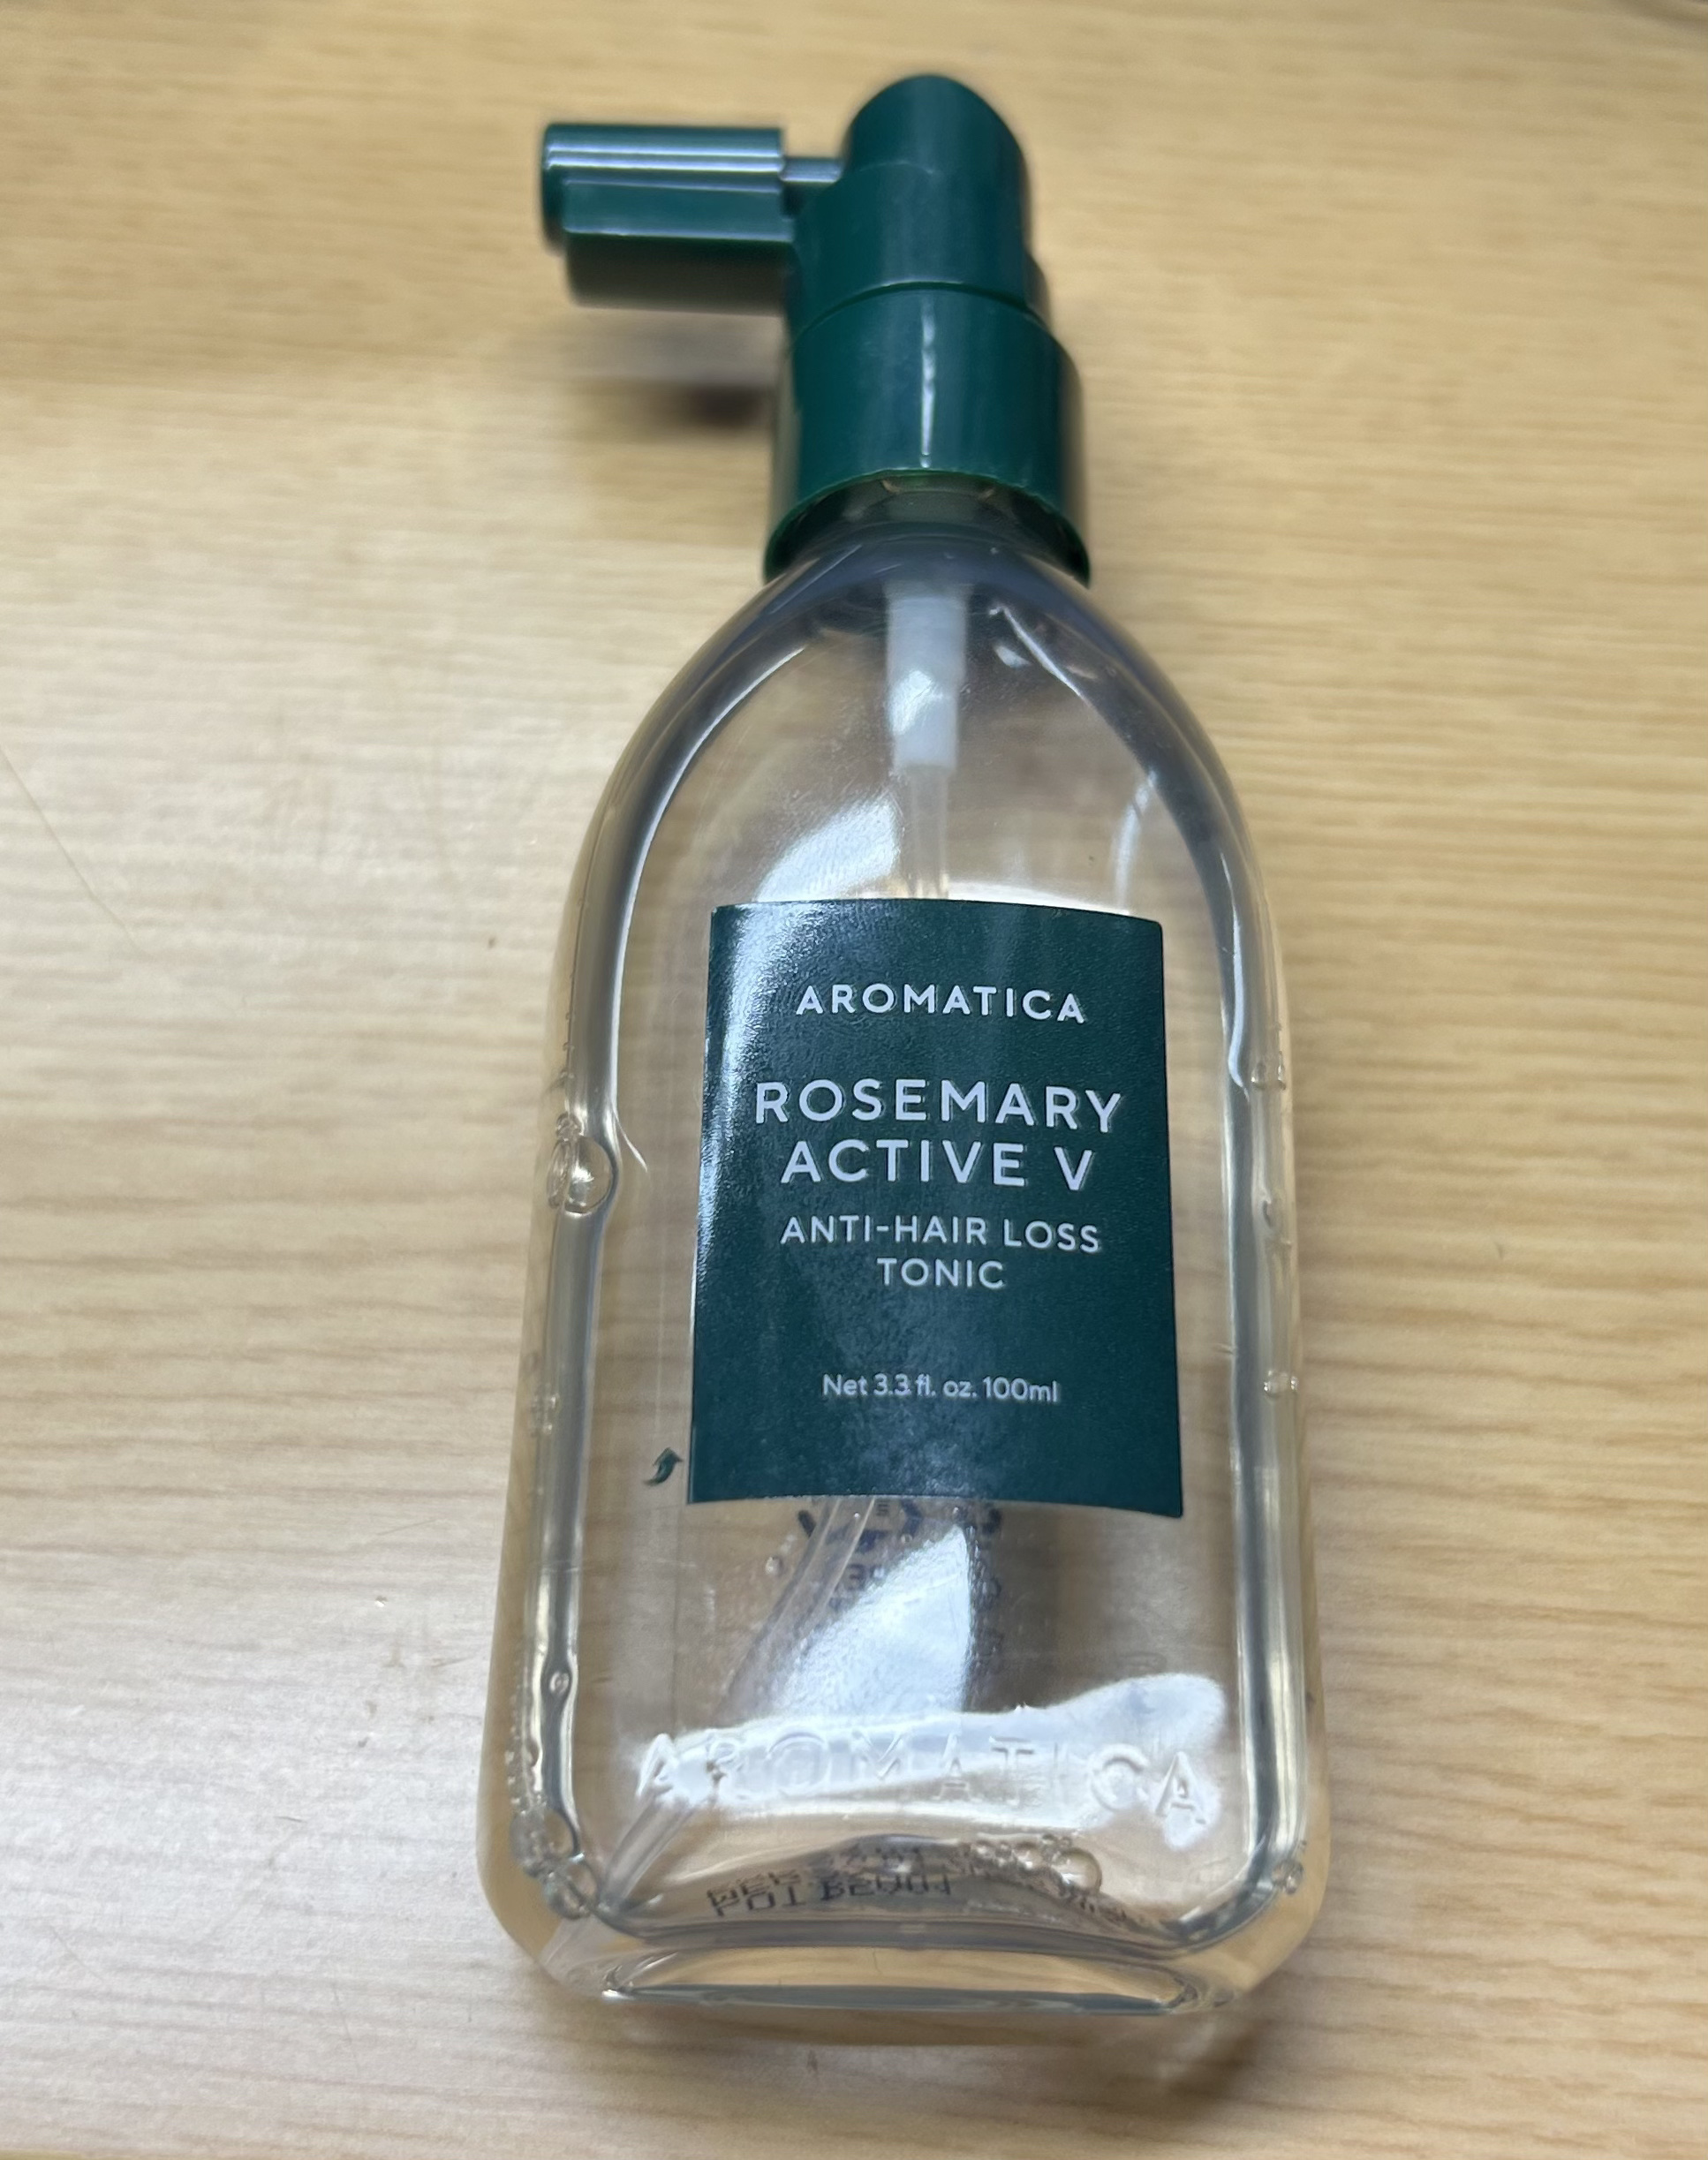 AROMATICA
ROSEMARY
ACTIVE V
ANTI-HAIR LOSS
TONIC
Net 3.3 fl. oz. 100ml
AROMATICA